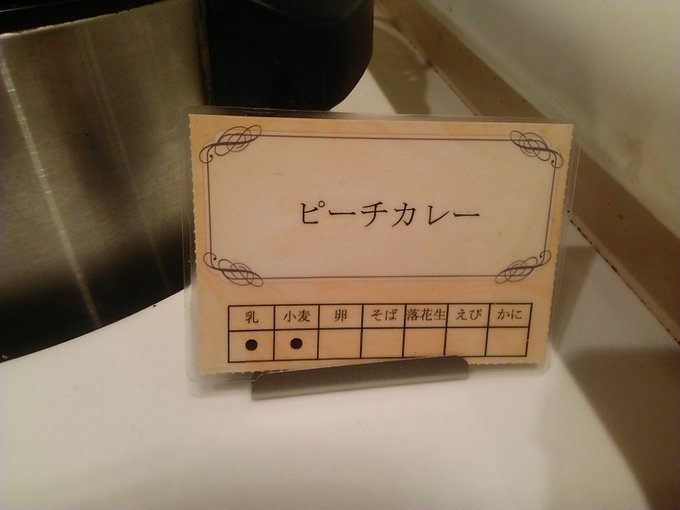 ピーチカレー
乳 小麦 卵 そば 落花生 えび かに
● ●